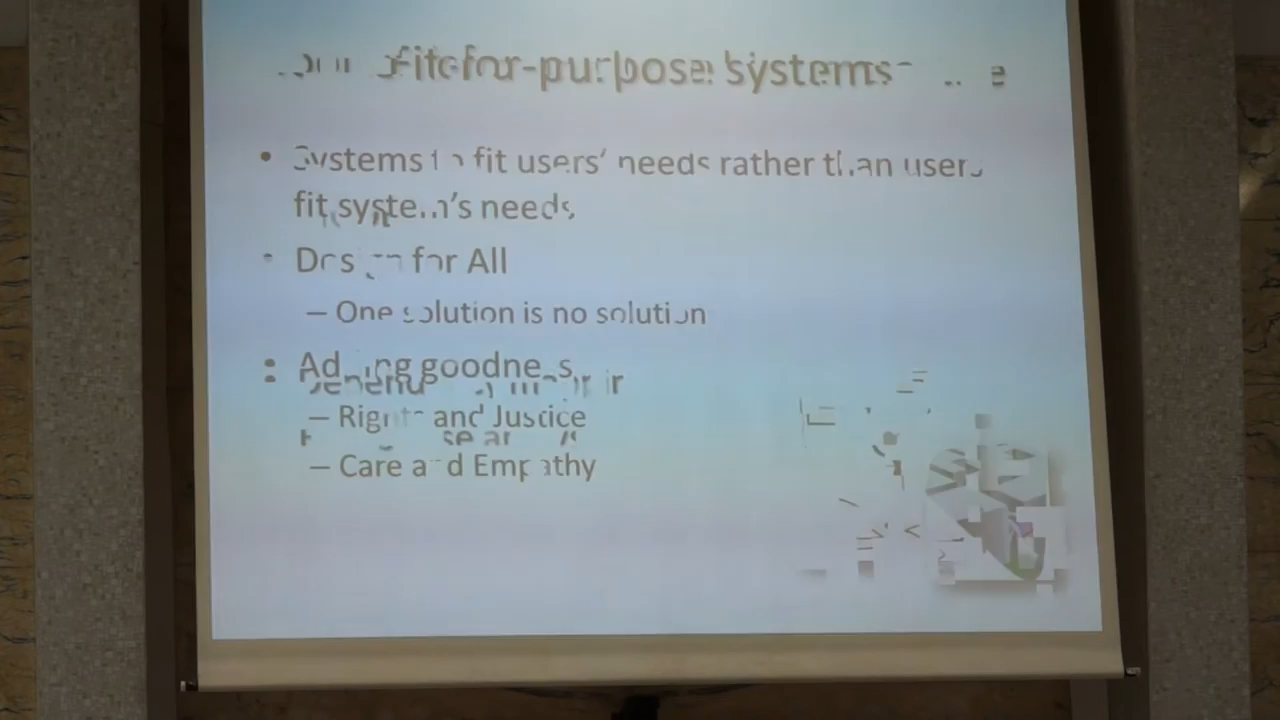 fit-for-purpose systems
• Systems to fit users' needs rather than users
fit system's needs
• Design for All
– One solution is no solution
• Adding goodness
– Rights and Justice
– Care and Empathy